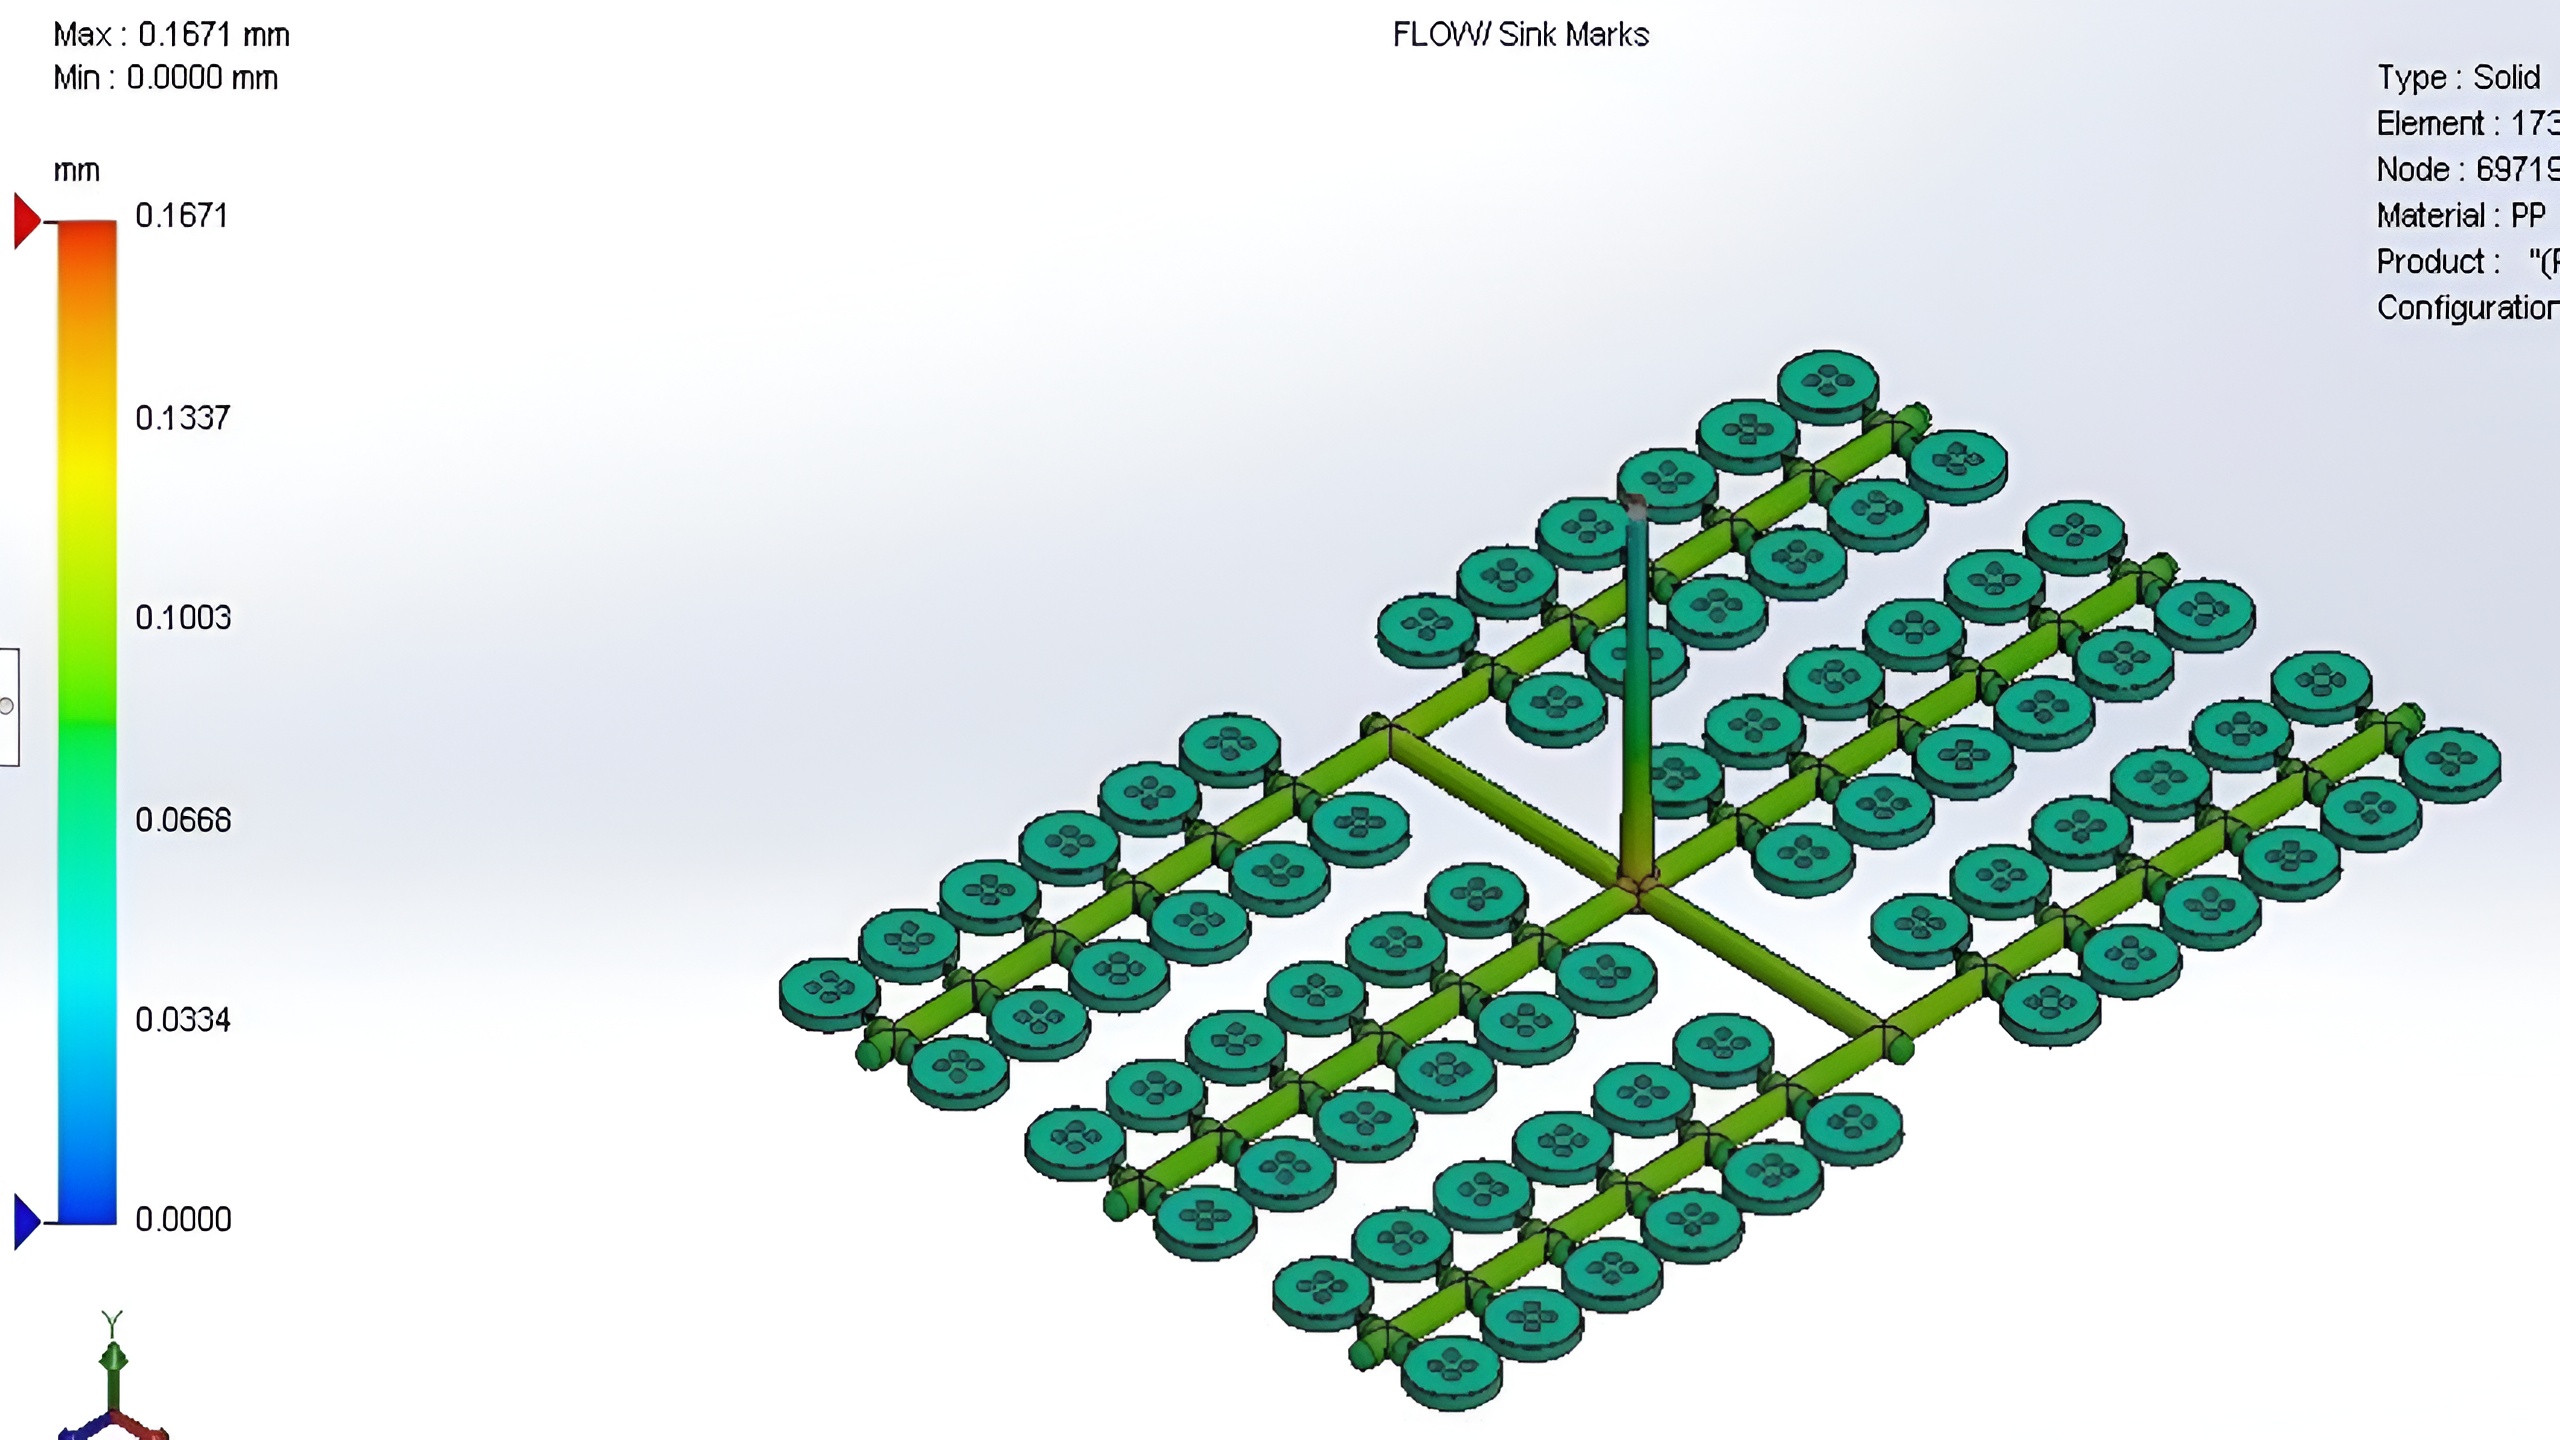 Max : 0.1671 mm
Min : 0.0000 mm
FLOW/ Sink Marks
Type : Solid
Element : 173
Node : 69719
Material : PP
Product : "(P
Configuration
mm
0.1671
0.1337
0.1003
0.0668
0.0334
0.0000
Y